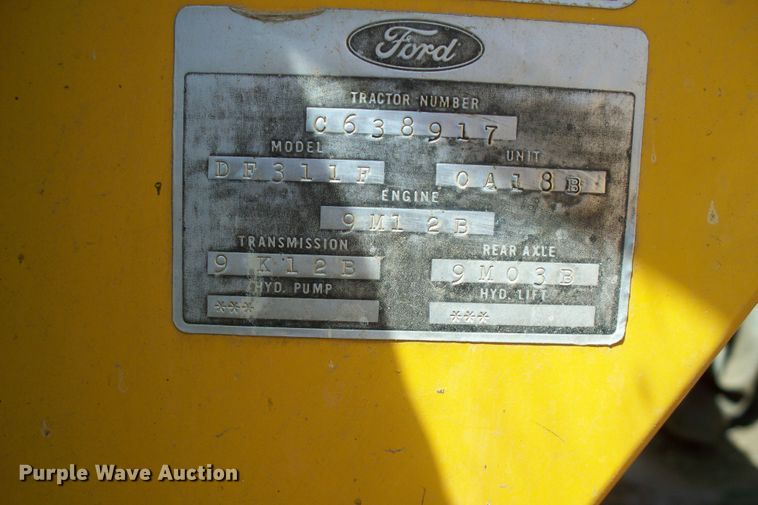 Ford
TRACTOR NUMBER
C638917
MODEL UNIT
DF311F 0A18B
ENGINE
9M12B
TRANSMISSION REAR AXLE
9K12B 9M03B
HYD. PUMP HYD. LIFT
*** ***
Purple Wave Auction